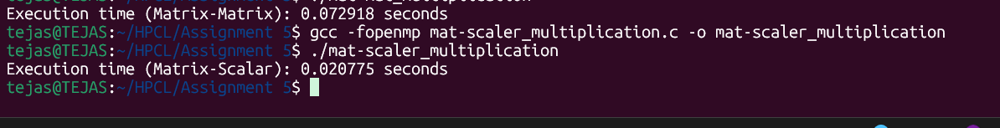 Execution time (Matrix-Matrix): 0.072918 seconds
tejas@TEJAS:~/HPCL/Assignment 5$ gcc -fopenmp mat-scaler_multiplication.c -o mat-scaler_multiplication
tejas@TEJAS:~/HPCL/Assignment 5$ ./mat-scaler_multiplication
Execution time (Matrix-Scalar): 0.020775 seconds
tejas@TEJAS:~/HPCL/Assignment 5$